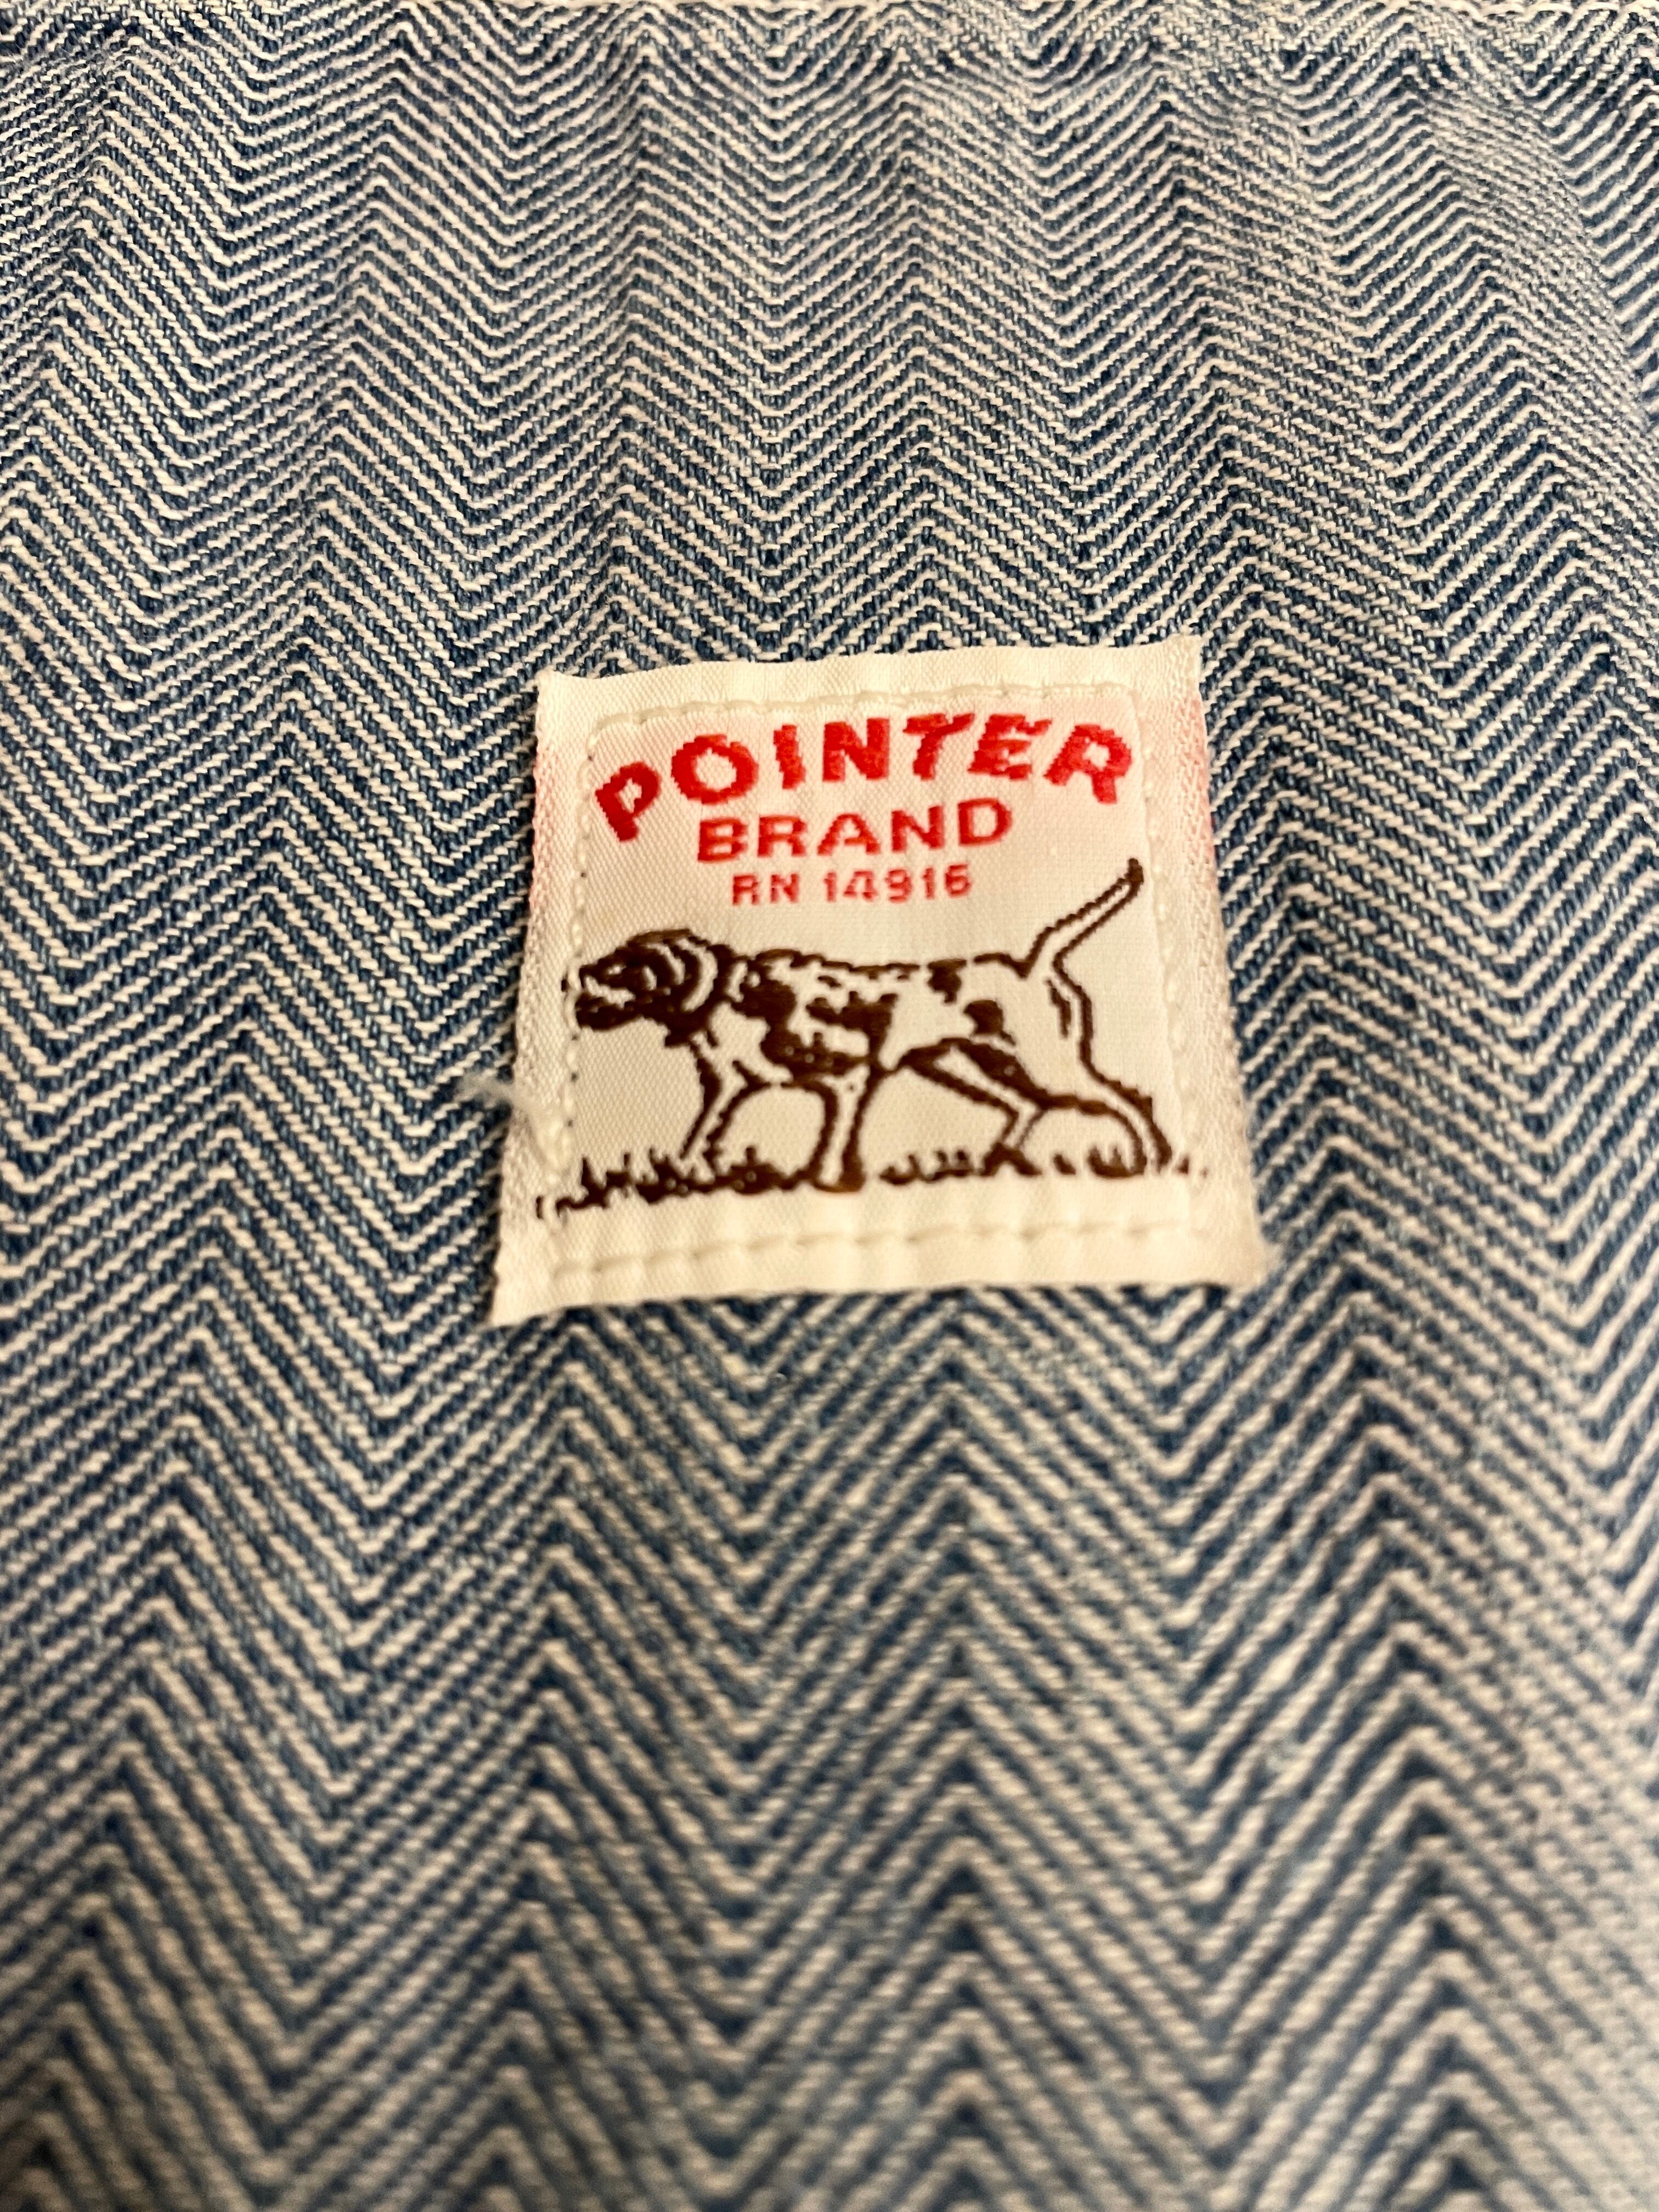 POINTER
BRAND
RN 14916